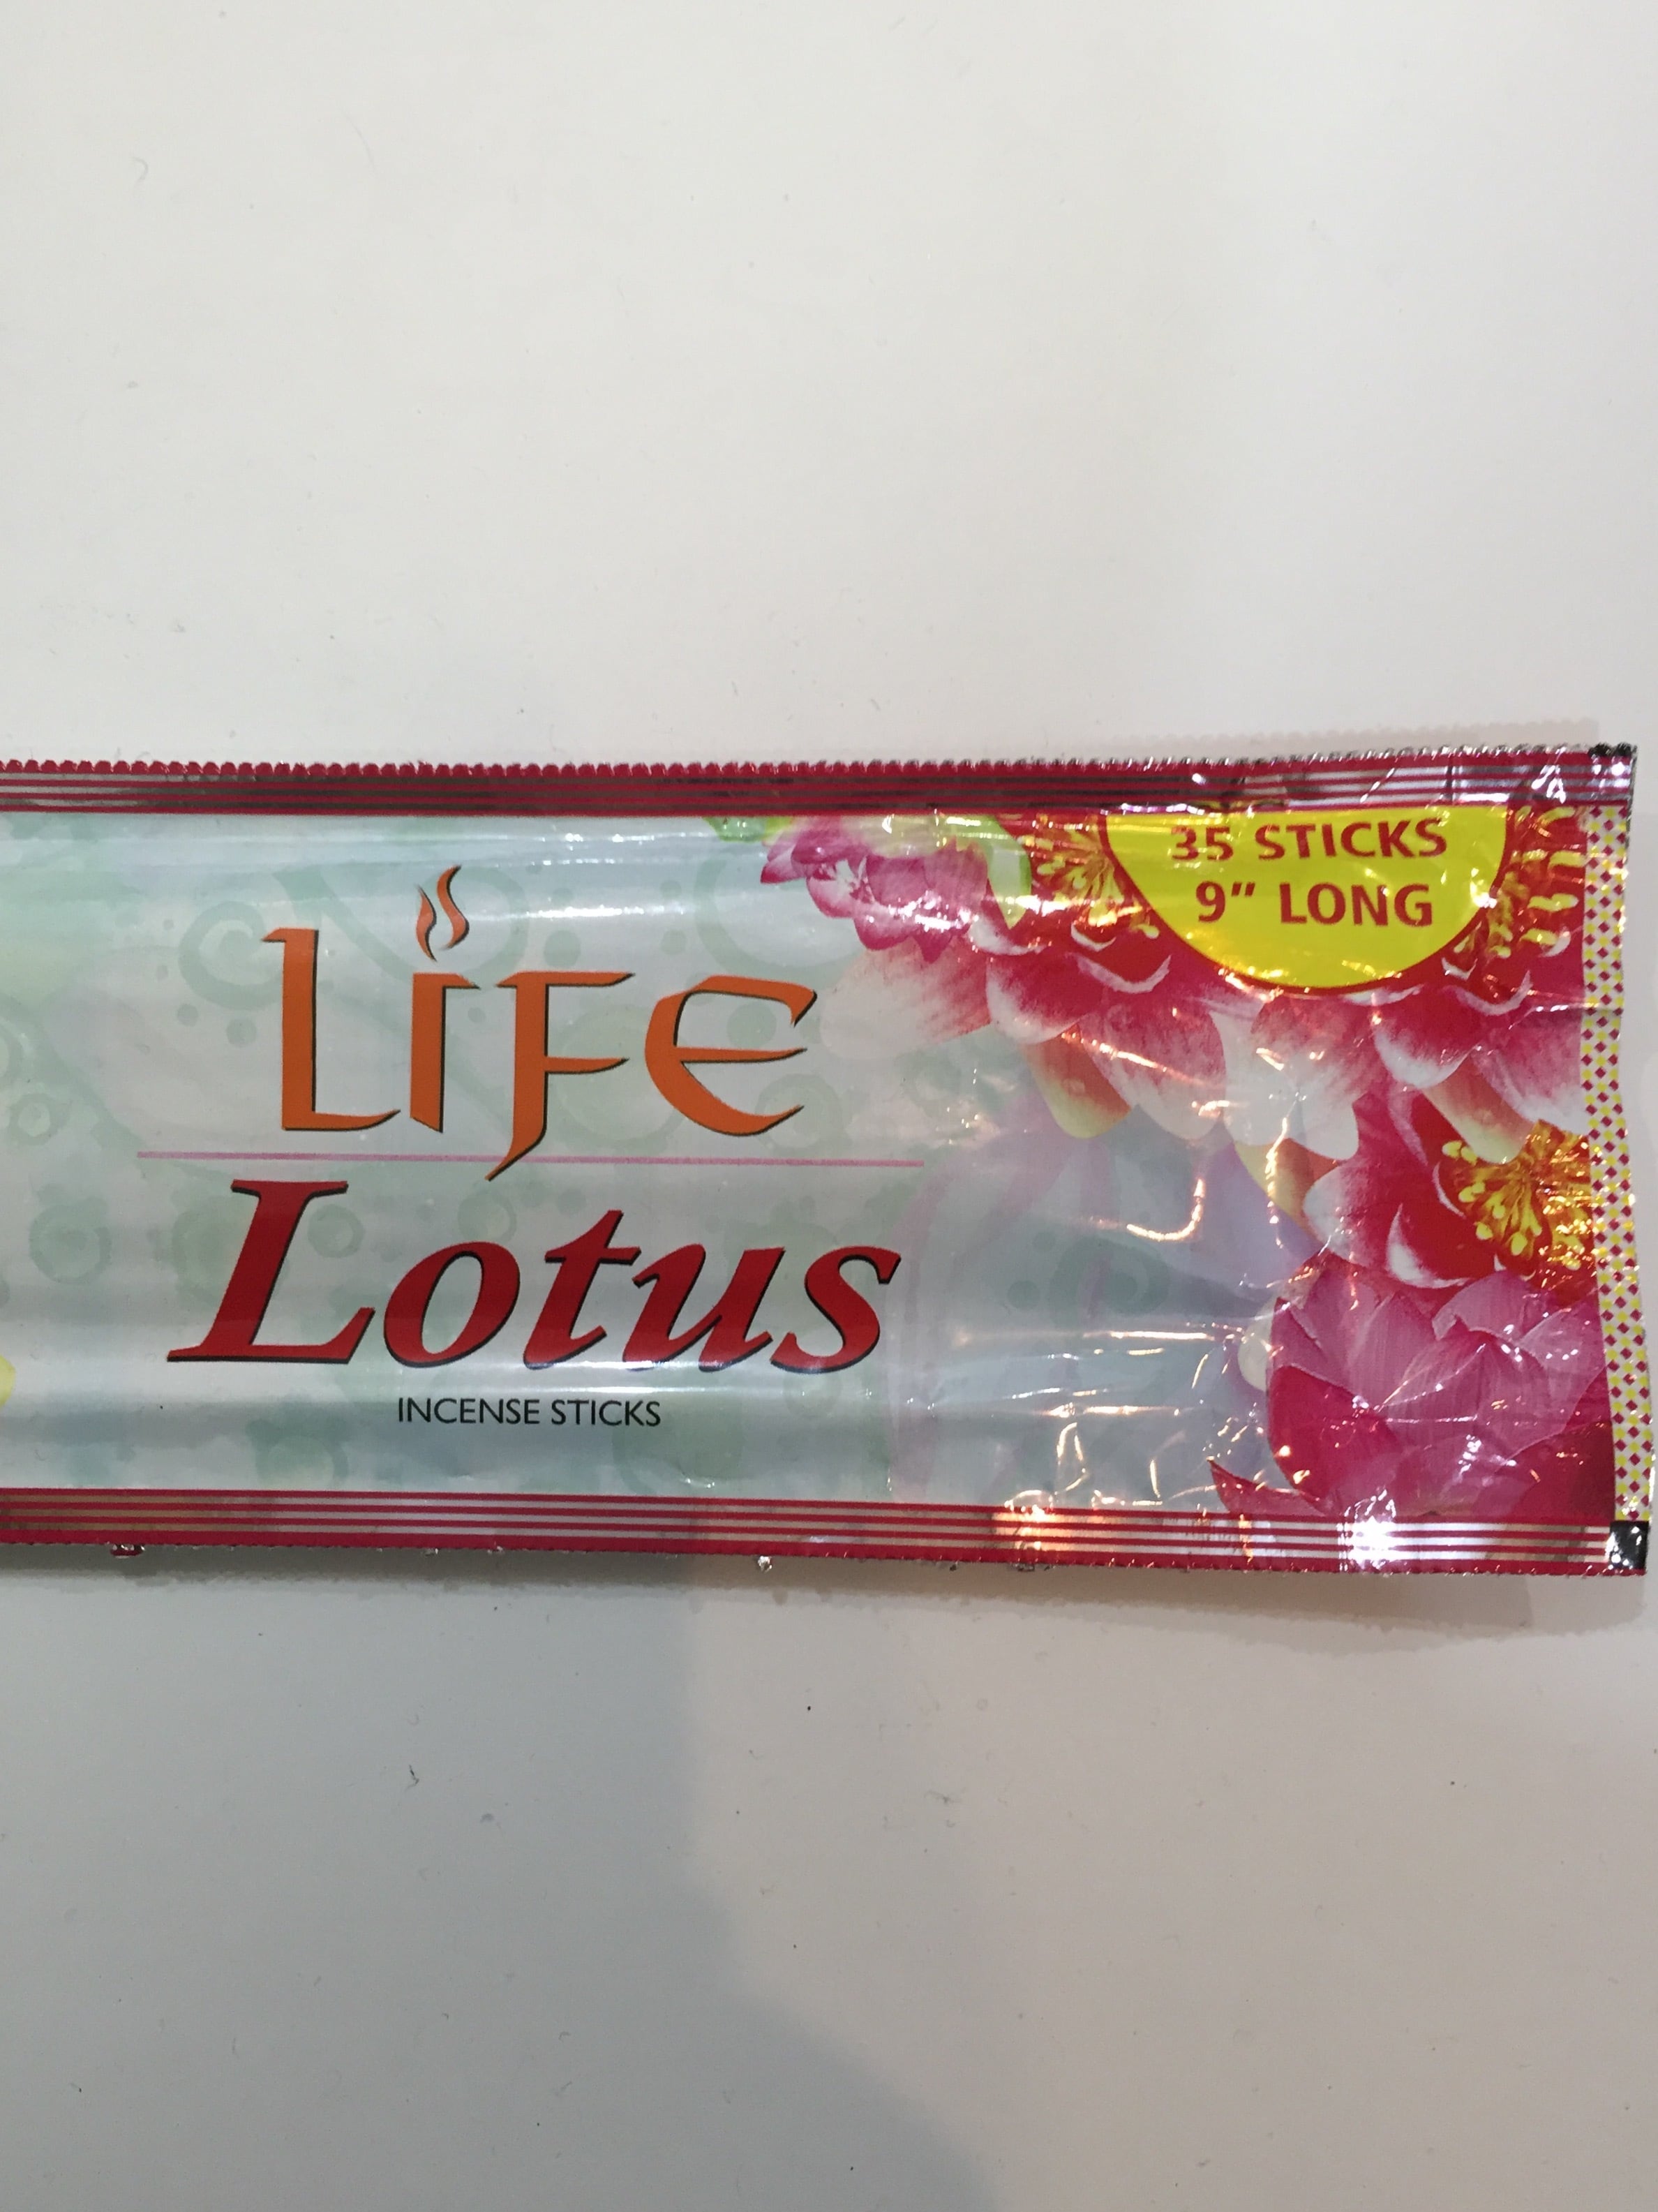 35 STICKS
9" LONG
LiFe
Lotus
INCENSE STICKS